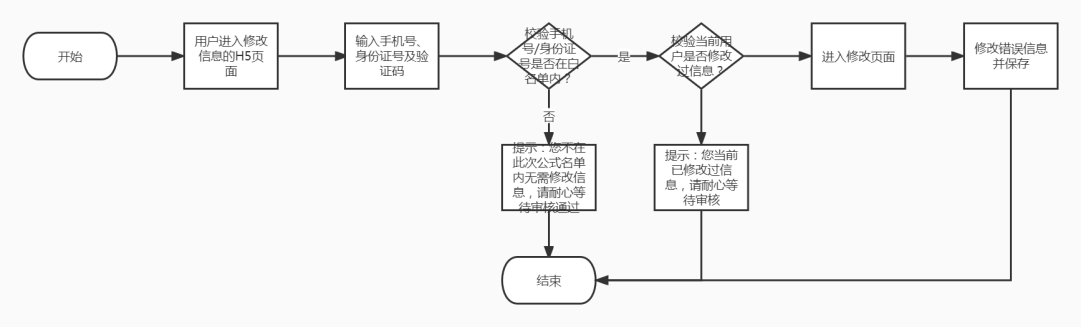 开始
用户进入修改
信息的H5页
面
输入手机号、
身份证号及验
证码
校验手机
号/身份证
号是否在白
名单内？
是
校验当前用
户是否修改
过信息？
进入修改页面
修改错误信息
并保存
否
提示：您不在
此次公式名单
内无需修改信
息，请耐心等
待审核通过
提示：您当前
已修改过信
息，请耐心等
待审核
结束